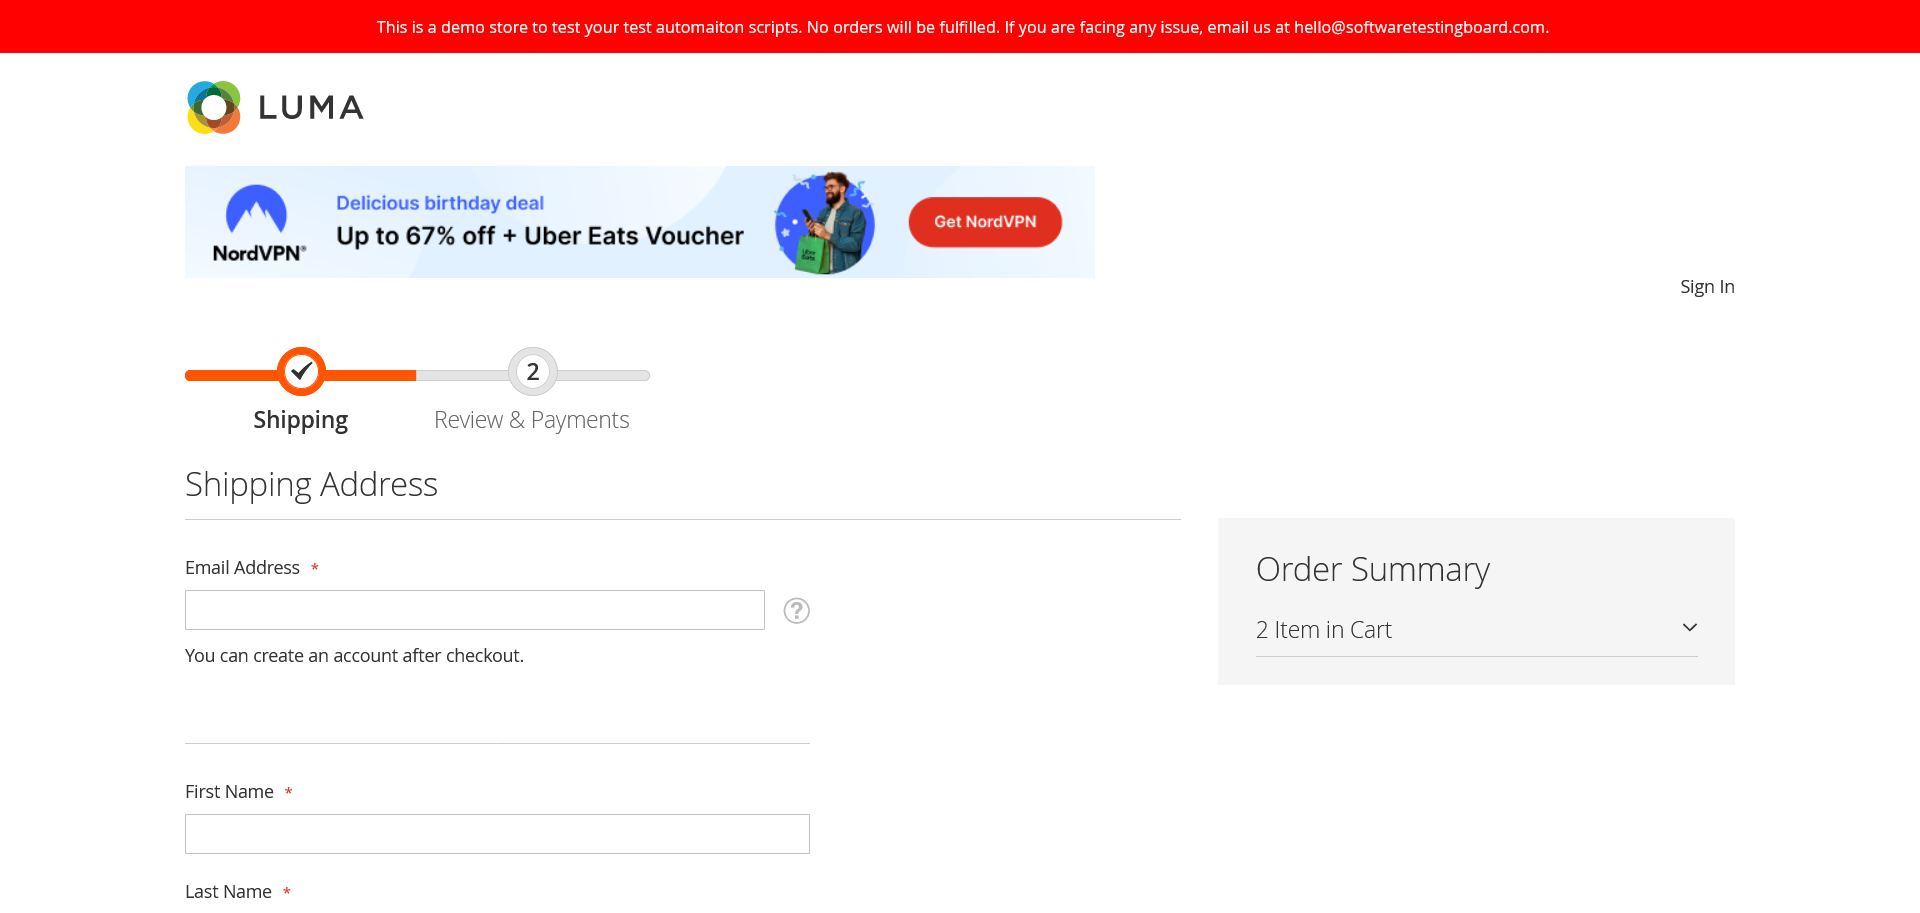 This is a demo store to test your test automaiton scripts. No orders will be fulfilled. If you are facing any issue, email us at hello@softwaretestingboard.com.
LUMA
NordVPN®
Delicious birthday deal
Up to 67% off + Uber Eats Voucher
Uber Eats
Get NordVPN
Sign In
2
Shipping
Review & Payments
Shipping Address
Email Address *
?
You can create an account after checkout.
First Name *
Last Name *
Order Summary
2 Item in Cart